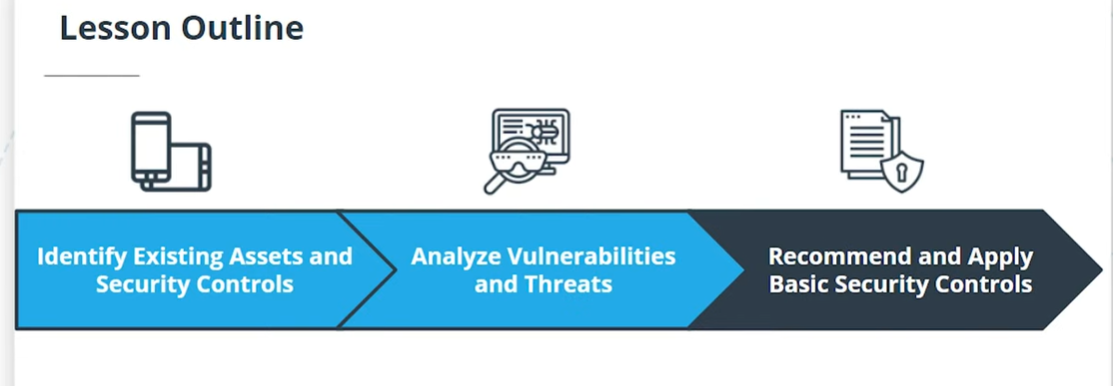 Lesson Outline
Identify Existing Assets and
Security Controls
Analyze Vulnerabilities
and Threats
Recommend and Apply
Basic Security Controls